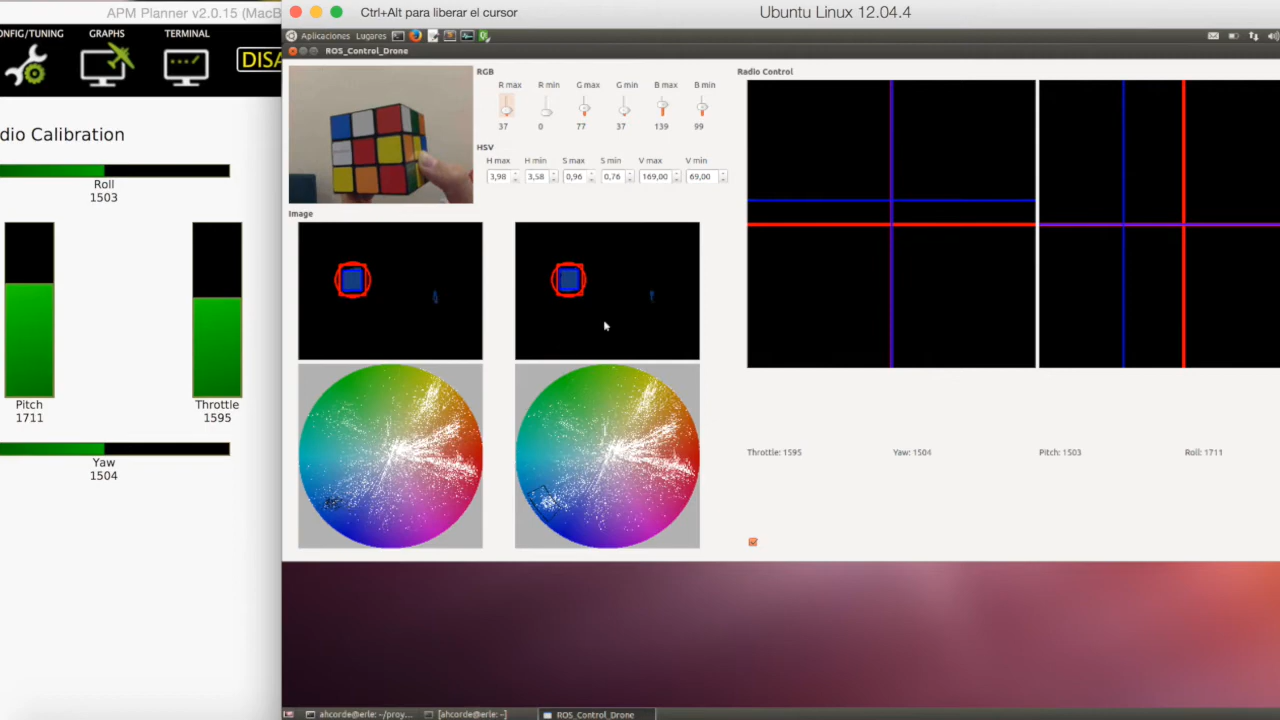 APM Planner v2.0.15 (MacB
ONFIG/TUNING
GRAPHS
TERMINAL
DISA
dio Calibration
Roll
1503
Pitch
1711
Throttle
1595
Yaw
1504
Ctrl+Alt para liberar el cursor
Ubuntu Linux 12.04.4
Aplicaciones Lugares
ROS_Control_Drone
RGB
R max R min G max G min B max B min
37 0 77 37 139 99
HSV
H max H min S max S min V max V min
3,98 3,58 0,96 0,76 169,00 69,00
Image
Radio Control
Throttle: 1595 Yaw: 1504 Pitch: 1503 Roll: 1711
ahcorde@erle: ~/proy... [ahcorde@erle: ~] ROS_Control_Drone